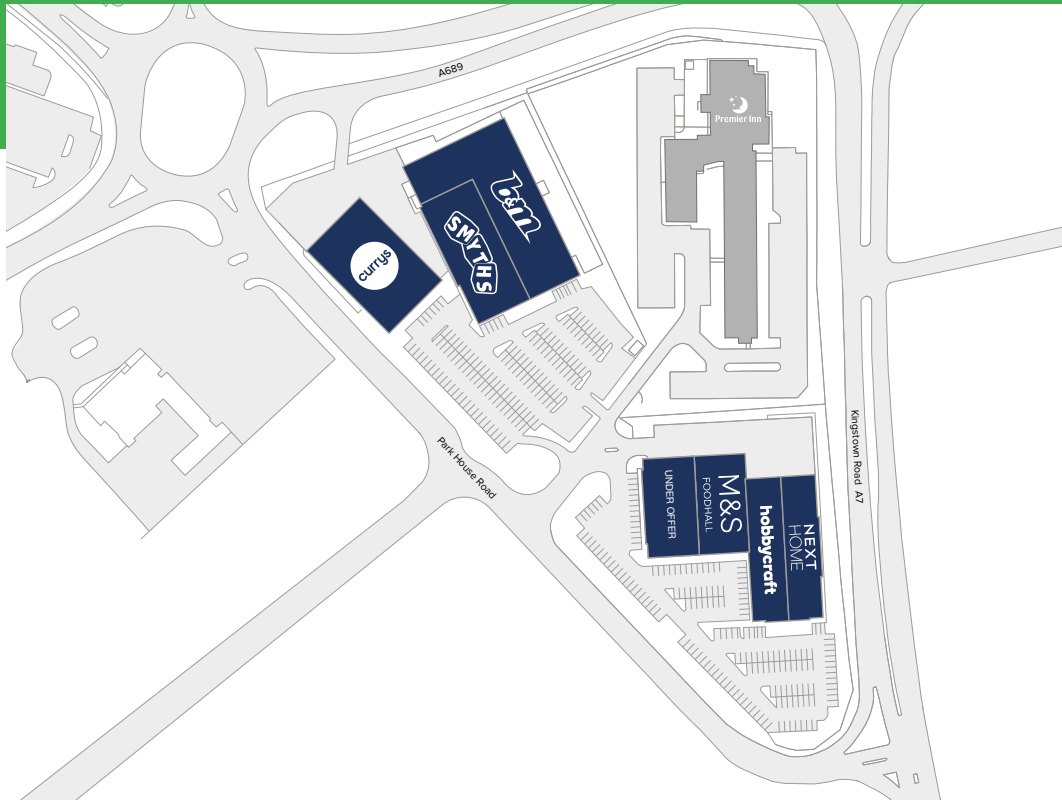 A689
Premier Inn
b&m
SMYTHS
currys
Park House Road
Kingstown Road A7
UNDER OFFER
M&S
FOODHALL
hobbycraft
NEXT
HOME